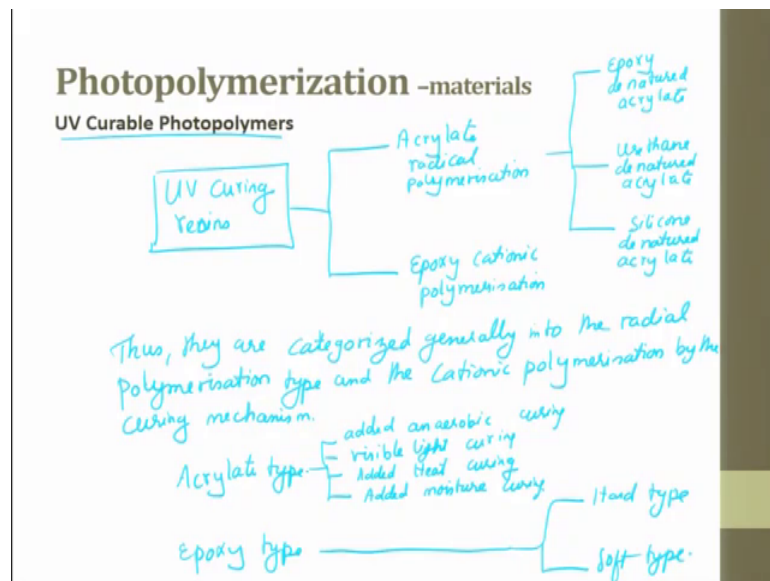 Photopolymerization –materials
UV Curable Photopolymers
UV Curing
resins
Acrylate
radical
polymerisation
Epoxy
denatured
acrylate
Urethane
denatured
acrylate
Silicone
denatured
acrylate
Epoxy Cationic
polymerisation
Thus, they are categorized generally into the radial
polymerisation type and the Cationic polymerisation by the
curing mechanism.
Acrylate type
added anaerobic curing
visible light curing
Added Heat curing
Added moisture curing
Epoxy type
Hard type
Soft type.